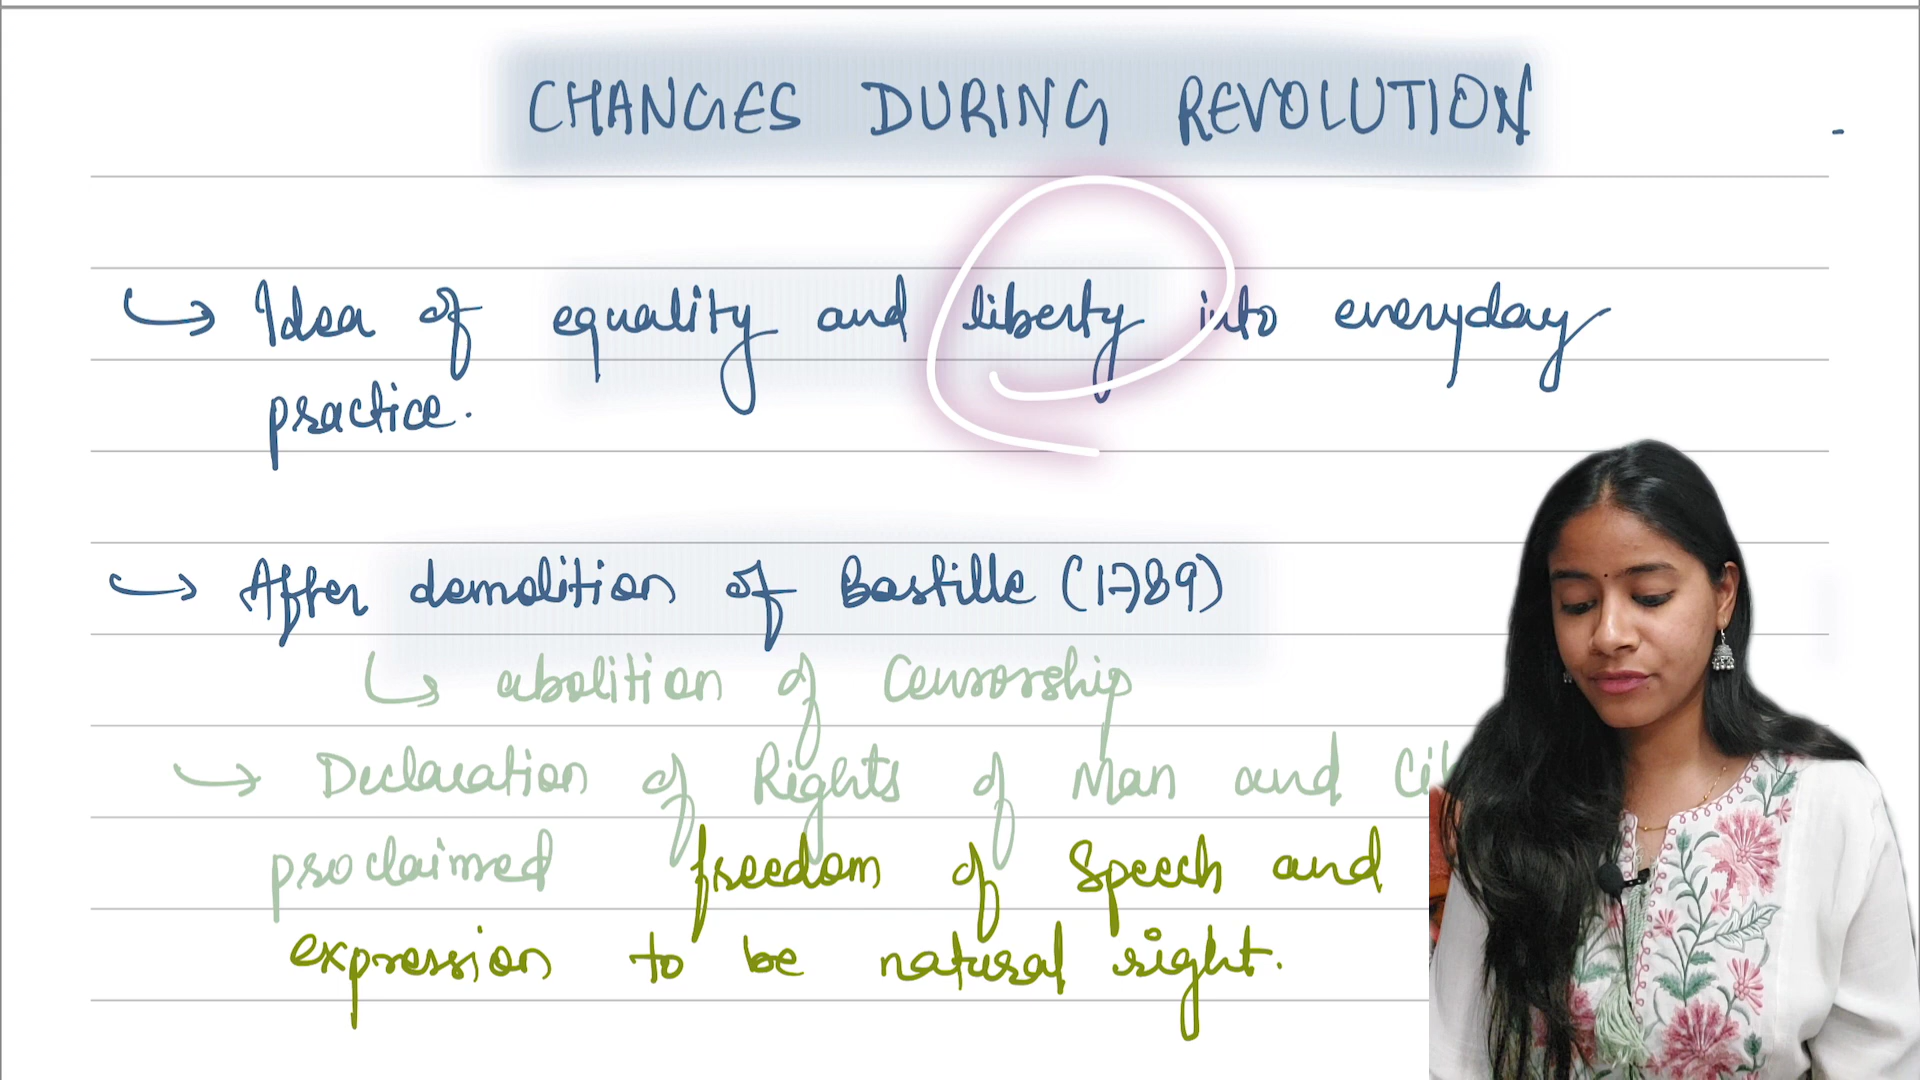 CHANGES DURING REVOLUTION
↳ Idea of equality and liberty into everyday
practice.
↳ After demolition of Bastille (1789)
↳ abolition of Censorship
↳ Declaration of Rights of Man and
proclaimed freedom of Speech and
expression to be natural right.